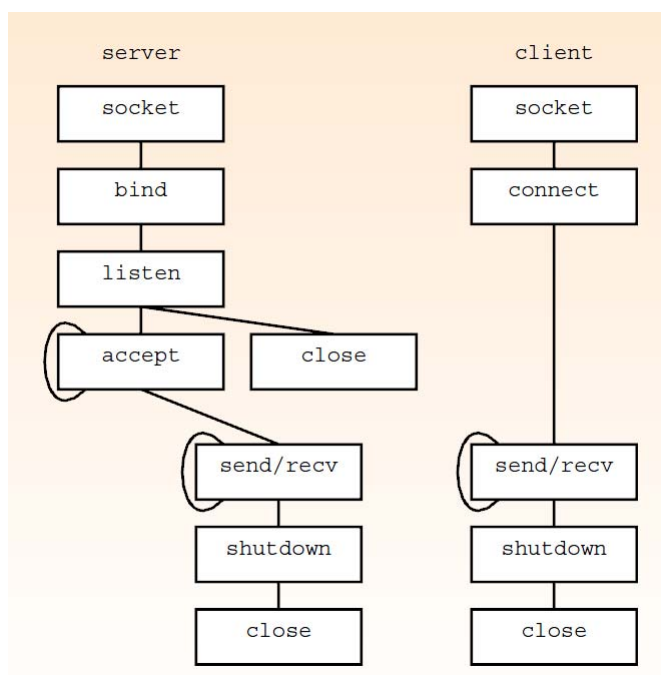 server
client
socket
socket
bind
connect
listen
accept
close
send/recv
send/recv
shutdown
shutdown
close
close